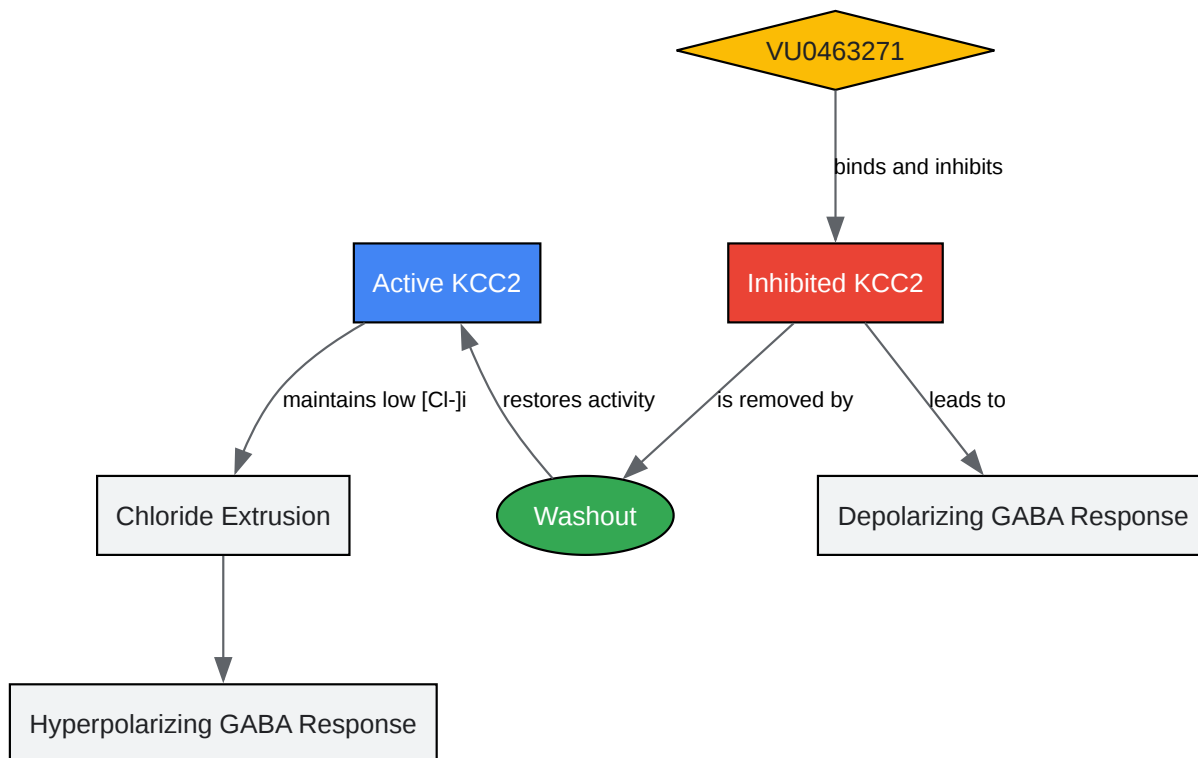 VU0463271
binds and inhibits
Active KCC2
Inhibited KCC2
maintains low [Cl-]i
restores activity
is removed by
leads to
Chloride Extrusion
Washout
Depolarizing GABA Response
Hyperpolarizing GABA Response